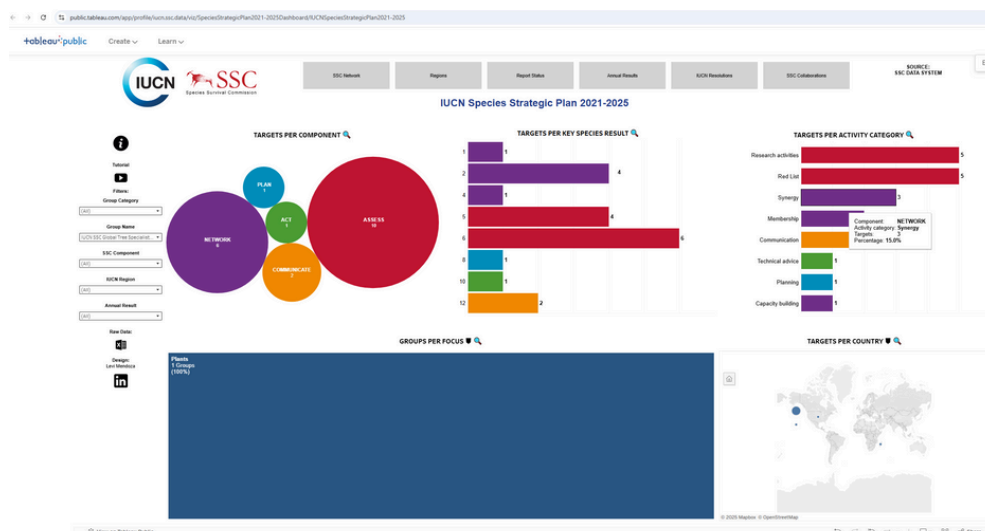 public.tableau.com/app/profile/iucn.ssc.data/viz/SpeciesStrategicPlan2021-2025Dashboard/IUCNSpeciesStrategicPlan2021-2025
+ableau public
Create
Learn
IUCN
SSC
Species Survival Commission
SSC Network
Regions
Report Status
Annual Results
IUCN Resolutions
SSC Collaborations
SOURCE:
SSC DATA SYSTEM
IUCN Species Strategic Plan 2021-2025
Tutorial
Filters:
Group Category
(All)
Group Name
IUCN SSC Global Tree Specialist
SSC Component
(All)
IUCN Region
(All)
Annual Result
(All)
Raw Data:
Design:
Levi Mendoza
TARGETS PER COMPONENT
PLAN
1
ACT
1
NETWORK
6
COMMUNICATE
2
ASSESS
10
TARGETS PER KEY SPECIES RESULT
1 1
2 4
4 1
5 4
6 6
8 1
10 1
12 2
TARGETS PER ACTIVITY CATEGORY
Research activities 5
Red List 5
Synergy 3
Membership
Communication
Technical advice 1
Planning 1
Capacity building 1
Component: NETWORK
Activity category: Synergy
Targets: 3
Percentage: 15.0%
GROUPS PER FOCUS
Plants
1 Groups
(100%)
TARGETS PER COUNTRY
© 2025 Mapbox © OpenStreetMap